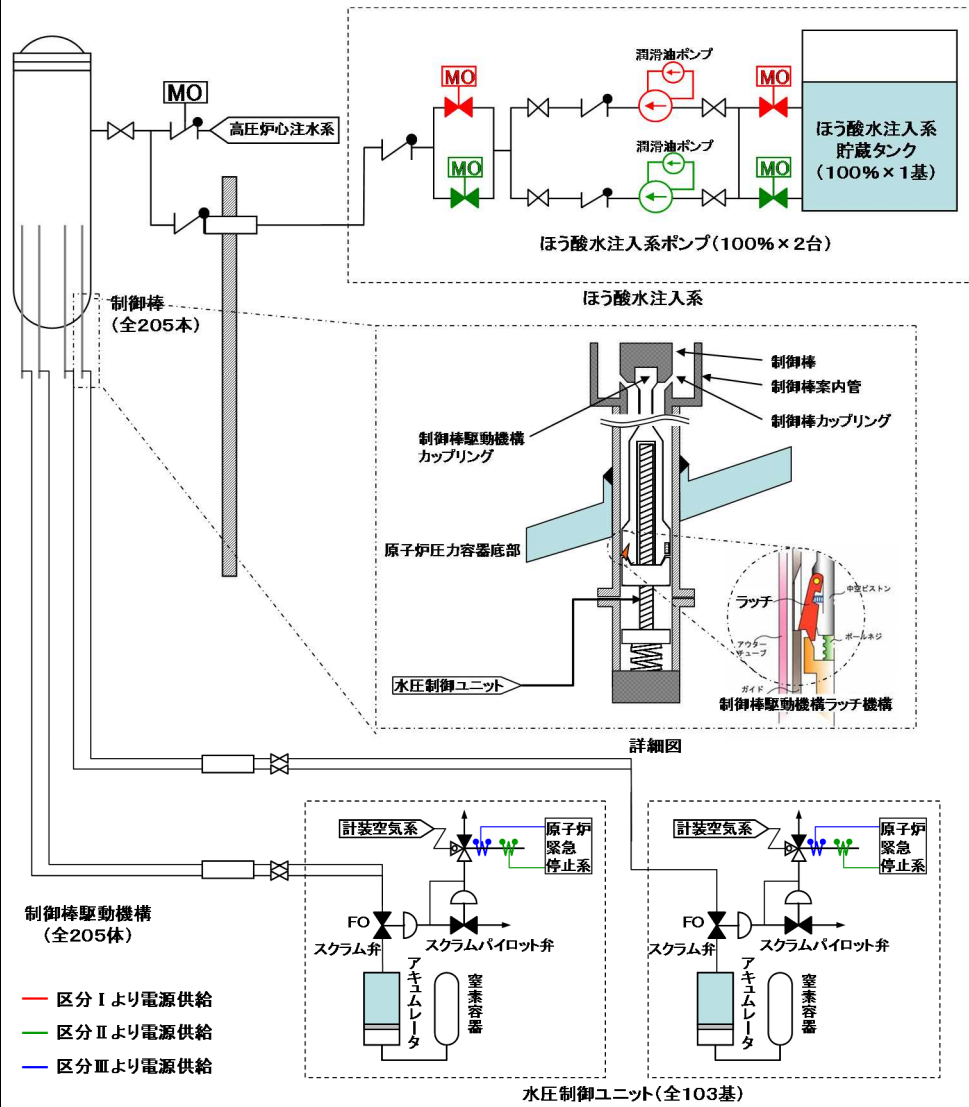 MO
高圧炉心注水系
MO
MO
潤滑油ポンプ
潤滑油ポンプ
MO
MO
ほう酸水注入系
貯蔵タンク
(100%×1基)
ほう酸水注入系ポンプ(100%×2台)
ほう酸水注入系
制御棒
(全205本)
制御棒
制御棒案内管
制御棒カップリング
制御棒駆動機構
カップリング
原子炉圧力容器底部
水圧制御ユニット
ラッチ
中空ピストン
ボールネジ
アウター
チューブ
ガイド
制御棒駆動機構ラッチ機構
詳細図
計装空気系
原子炉
緊急
停止系
FO
スクラム弁
スクラムパイロット弁
アキュムレータ
窒素容器
計装空気系
原子炉
緊急
停止系
FO
スクラム弁
スクラムパイロット弁
アキュムレータ
窒素容器
水圧制御ユニット(全103基)
制御棒駆動機構
(全205体)
区分Ⅰより電源供給
区分Ⅱより電源供給
区分Ⅲより電源供給